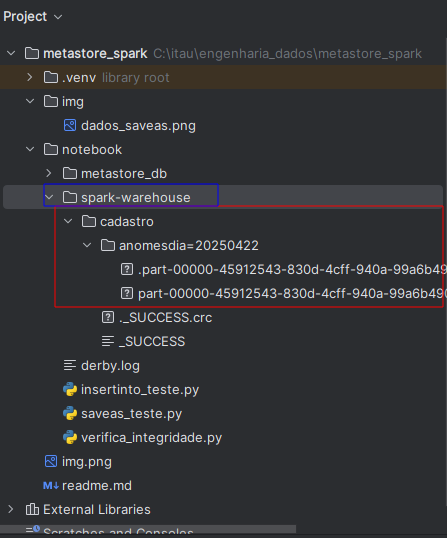 Project
metastore_spark C:\itau\engenharia_dados\metastore_spark
.venv library root
img
dados_saveas.png
notebook
metastore_db
spark-warehouse
cadastro
anomesdia=20250422
.part-00000-45912543-830d-4cff-940a-99a6b49
part-00000-45912543-830d-4cff-940a-99a6b490
._SUCCESS.crc
_SUCCESS
derby.log
insertinto_teste.py
saveas_teste.py
verifica_integridade.py
img.png
readme.md
External Libraries
Scratches and Consoles